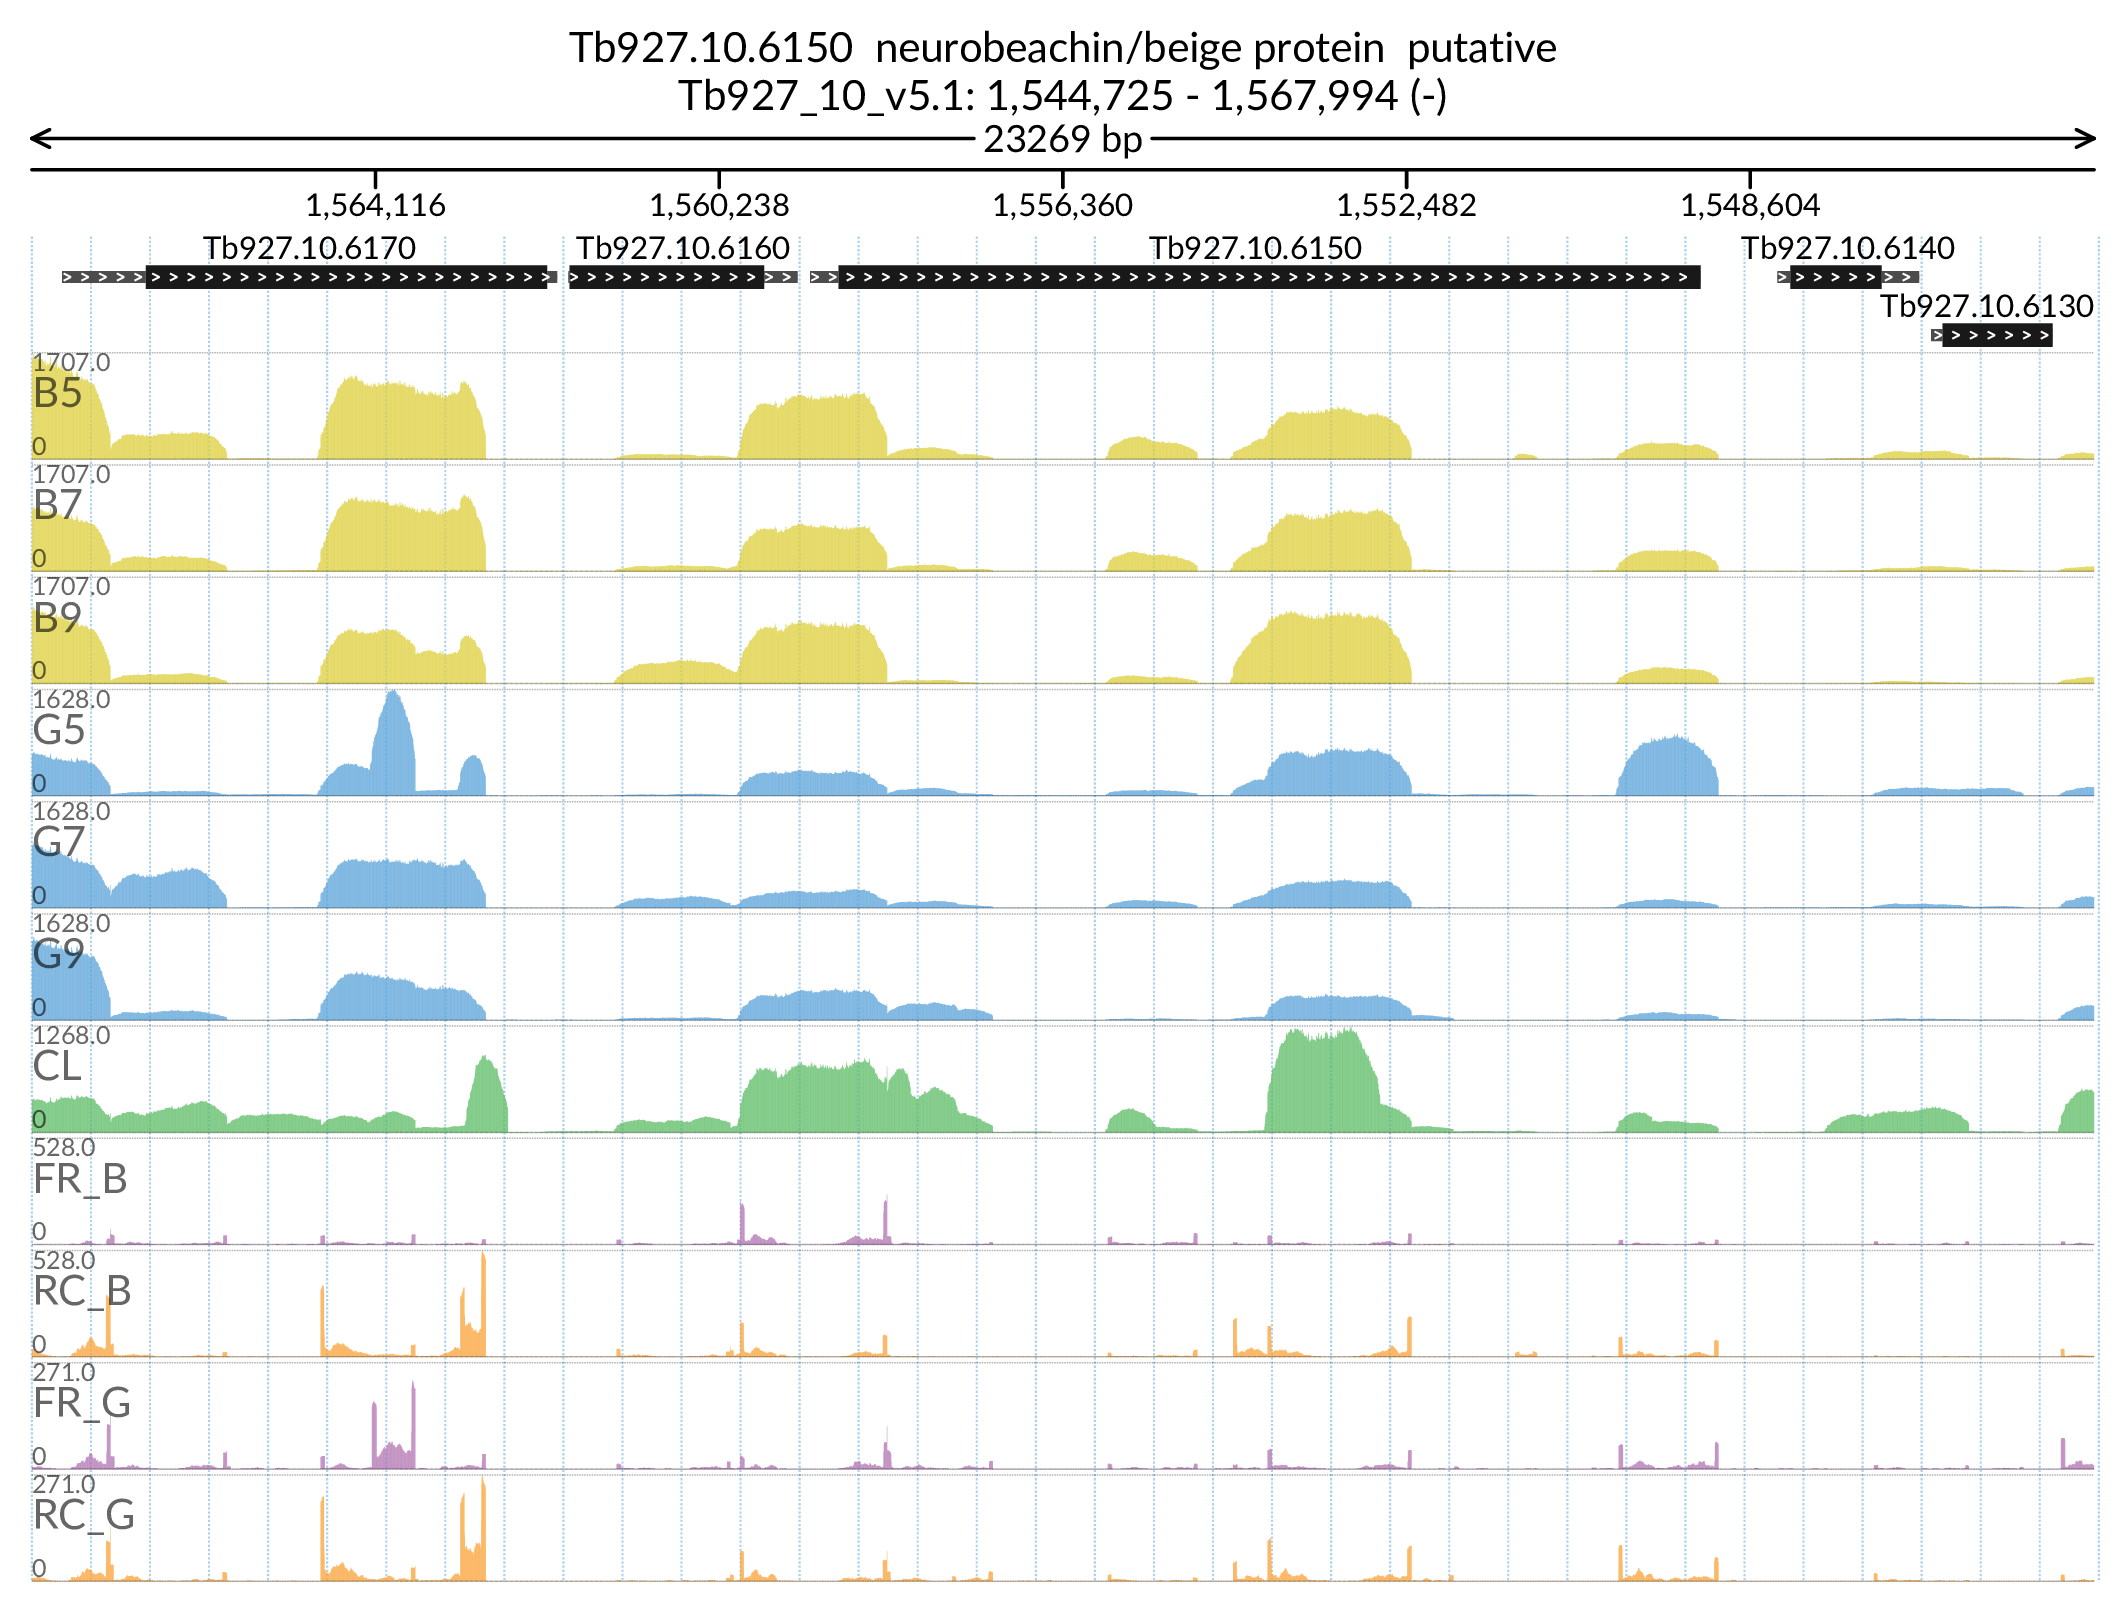 Tb927.10.6150 neurobeachin/beige protein putative
Tb927_10_v5.1: 1,544,725 - 1,567,994 (-)
23269 bp
1,564,116 1,560,238 1,556,360 1,552,482 1,548,604
Tb927.10.6170 Tb927.10.6160 Tb927.10.6150 Tb927.10.6140
Tb927.10.6130
1707.0
B5
0
1707.0
B7
0
1707.0
B9
0
1628.0
G5
0
1628.0
G7
0
1628.0
G9
0
1268.0
CL
0
528.0
FR_B
0
528.0
RC_B
0
271.0
FR_G
0
271.0
RC_G
0